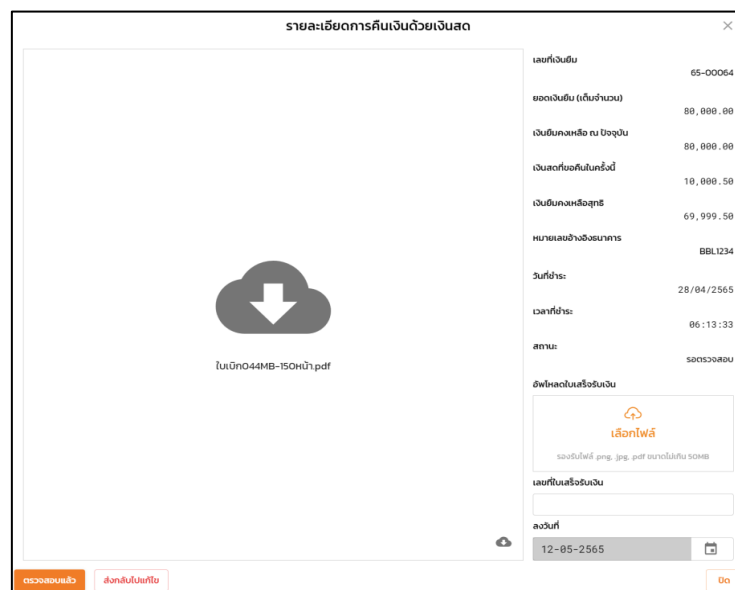 รายละเอียดการคืนเงินด้วยเงินสด
ใบเบิก044MB-150หน้า.pdf
เลขที่เงินยืม
65-00064
ยอดเงินยืม (เต็มจำนวน)
80,000.00
เงินยืมคงเหลือ ณ ปัจจุบัน
80,000.00
เงินสดที่ขอคืนในครั้งนี้
10,000.50
เงินยืมคงเหลือสุทธิ
69,999.50
หมายเลขอ้างอิงธนาคาร
BBL1234
วันที่ชำระ
28/04/2565
เวลาที่ชำระ
06:13:33
สถานะ
รอตรวจสอบ
อัพโหลดใบเสร็จรับเงิน
เลือกไฟล์
รองรับไฟล์ .png, .jpg, .pdf ขนาดไม่เกิน 50MB
เลขที่ใบเสร็จรับเงิน
ลงวันที่
12-05-2565
ตรวจสอบแล้ว
ส่งกลับไปแก้ไข
ปิด